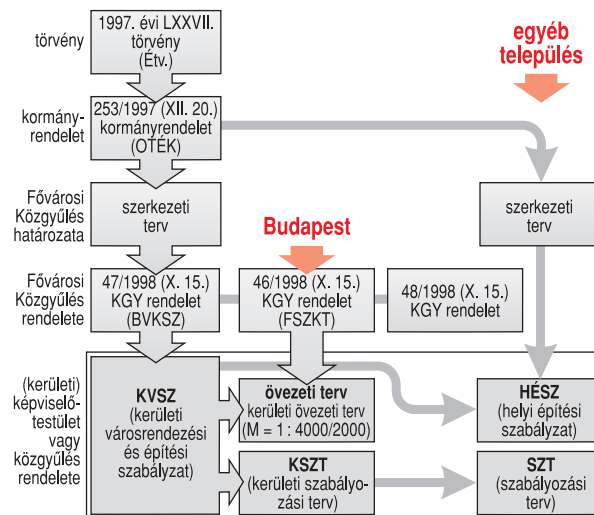 törvény
1997. évi LXXVII.
törvény
(Étv.)
egyéb
település
kormány-
rendelet
253/1997 (XII. 20.)
kormányrendelet
(OTÉK)
Fővárosi
Közgyűlés
határozata
szerkezeti
terv
Budapest
szerkezeti
terv
Fővárosi
Közgyűlés
rendelete
47/1998 (X. 15.)
KGY rendelet
(BVKSZ)
46/1998 (X. 15.)
KGY rendelet
(FSZKT)
48/1998 (X. 15.)
KGY rendelet
(kerületi)
képviselő-
testület
vagy
közgyűlés
rendelete
KVSZ
(kerületi
városrendezési
és építési
szabályzat)
övezeti terv
kerületi övezeti terv
(M = 1 : 4000/2000)
HÉSZ
(helyi építési
szabályzat)
KSZT
(kerületi szabályo-
zási terv)
SZT
(szabályozási
terv)